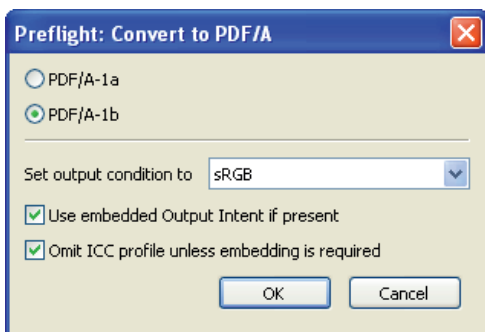 Preflight: Convert to PDF/A
PDF/A-1a
PDF/A-1b
Set output condition to sRGB
Use embedded Output Intent if present
Omit ICC profile unless embedding is required
OK Cancel